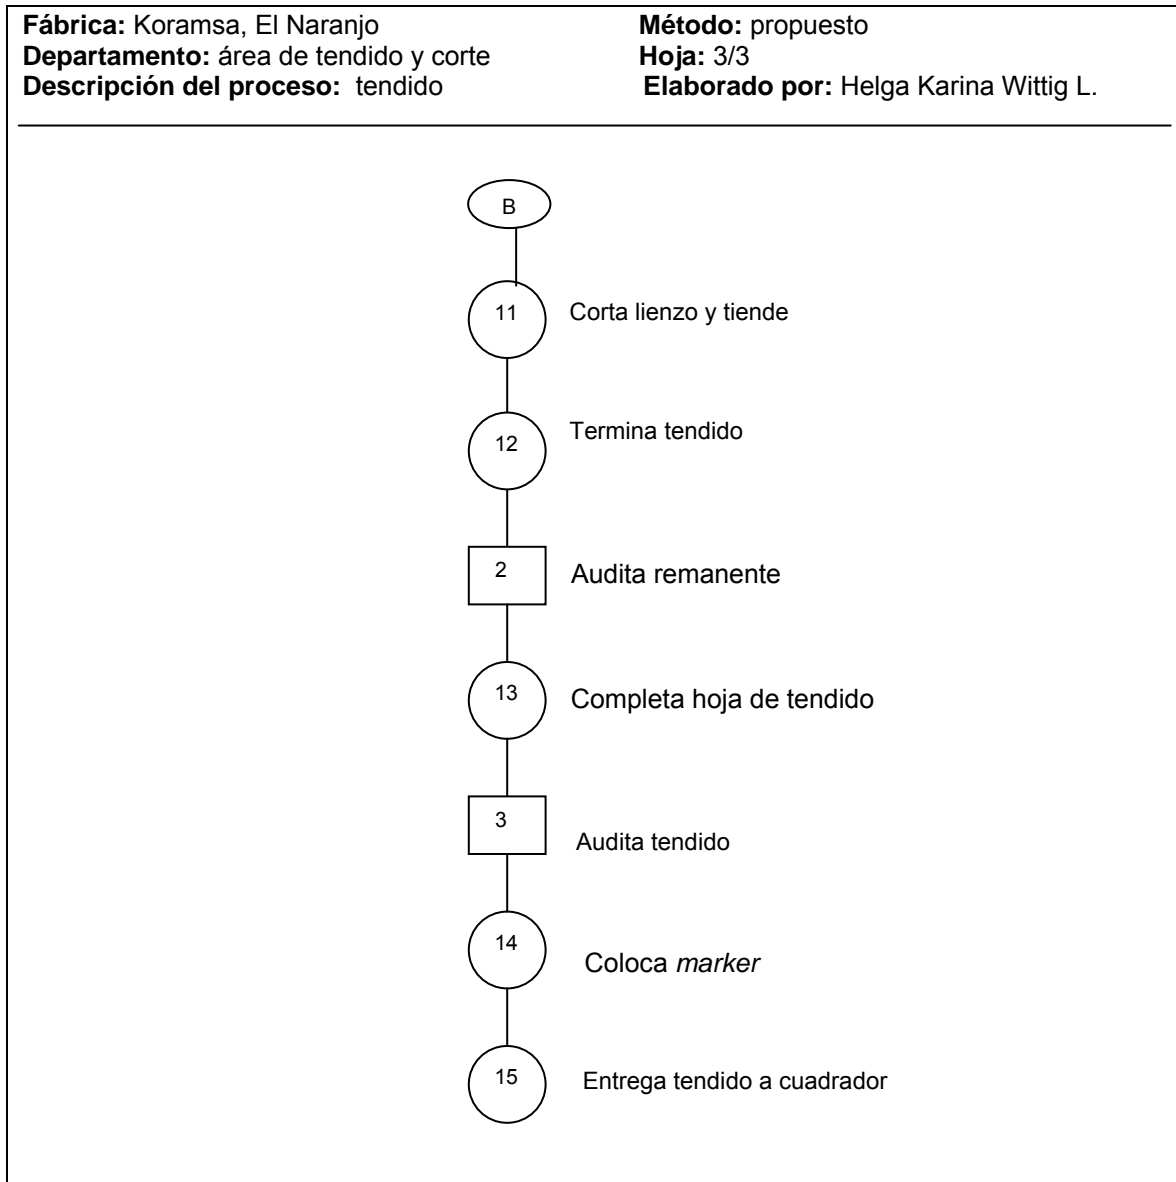 Fábrica: Koramsa, El Naranjo Método: propuesto
Departamento: área de tendido y corte Hoja: 3/3
Descripción del proceso: tendido Elaborado por: Helga Karina Wittig L.
B
11 Corta lienzo y tiende
12 Termina tendido
2 Audita remanente
13 Completa hoja de tendido
3 Audita tendido
14 Coloca marker
15 Entrega tendido a cuadrador